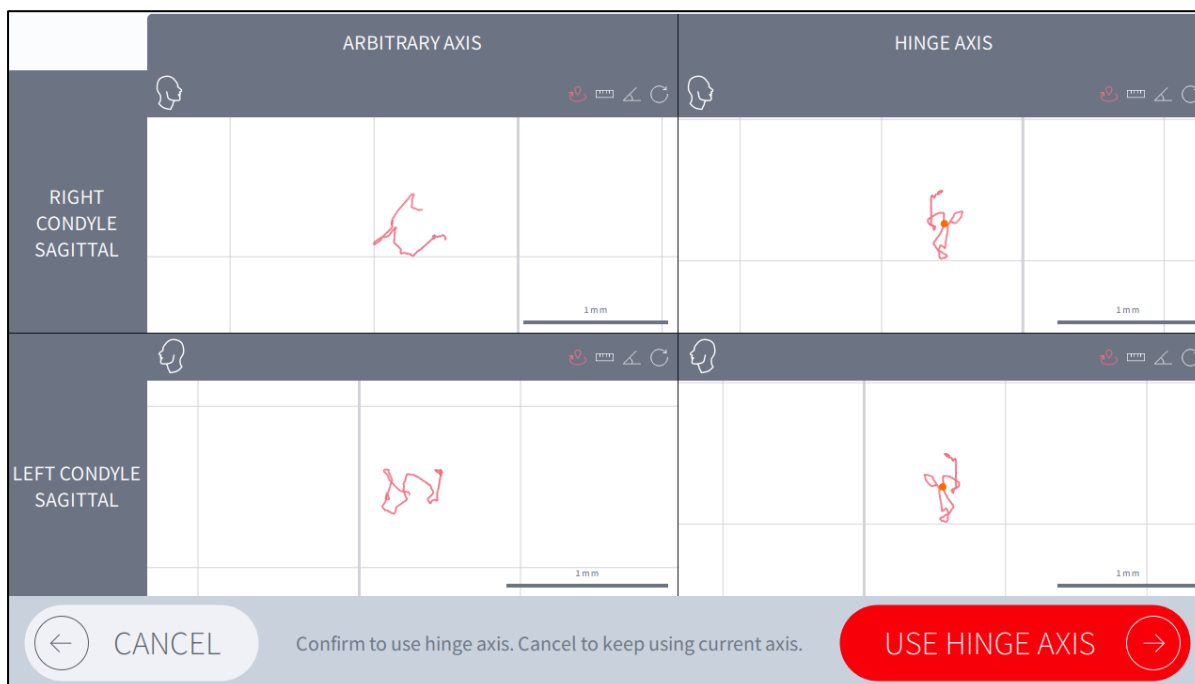 ARBITRARY AXIS
HINGE AXIS
RIGHT
CONDYLE
SAGITTAL
1mm
1mm
LEFT CONDYLE
SAGITTAL
1mm
1mm
CANCEL
Confirm to use hinge axis. Cancel to keep using current axis.
USE HINGE AXIS